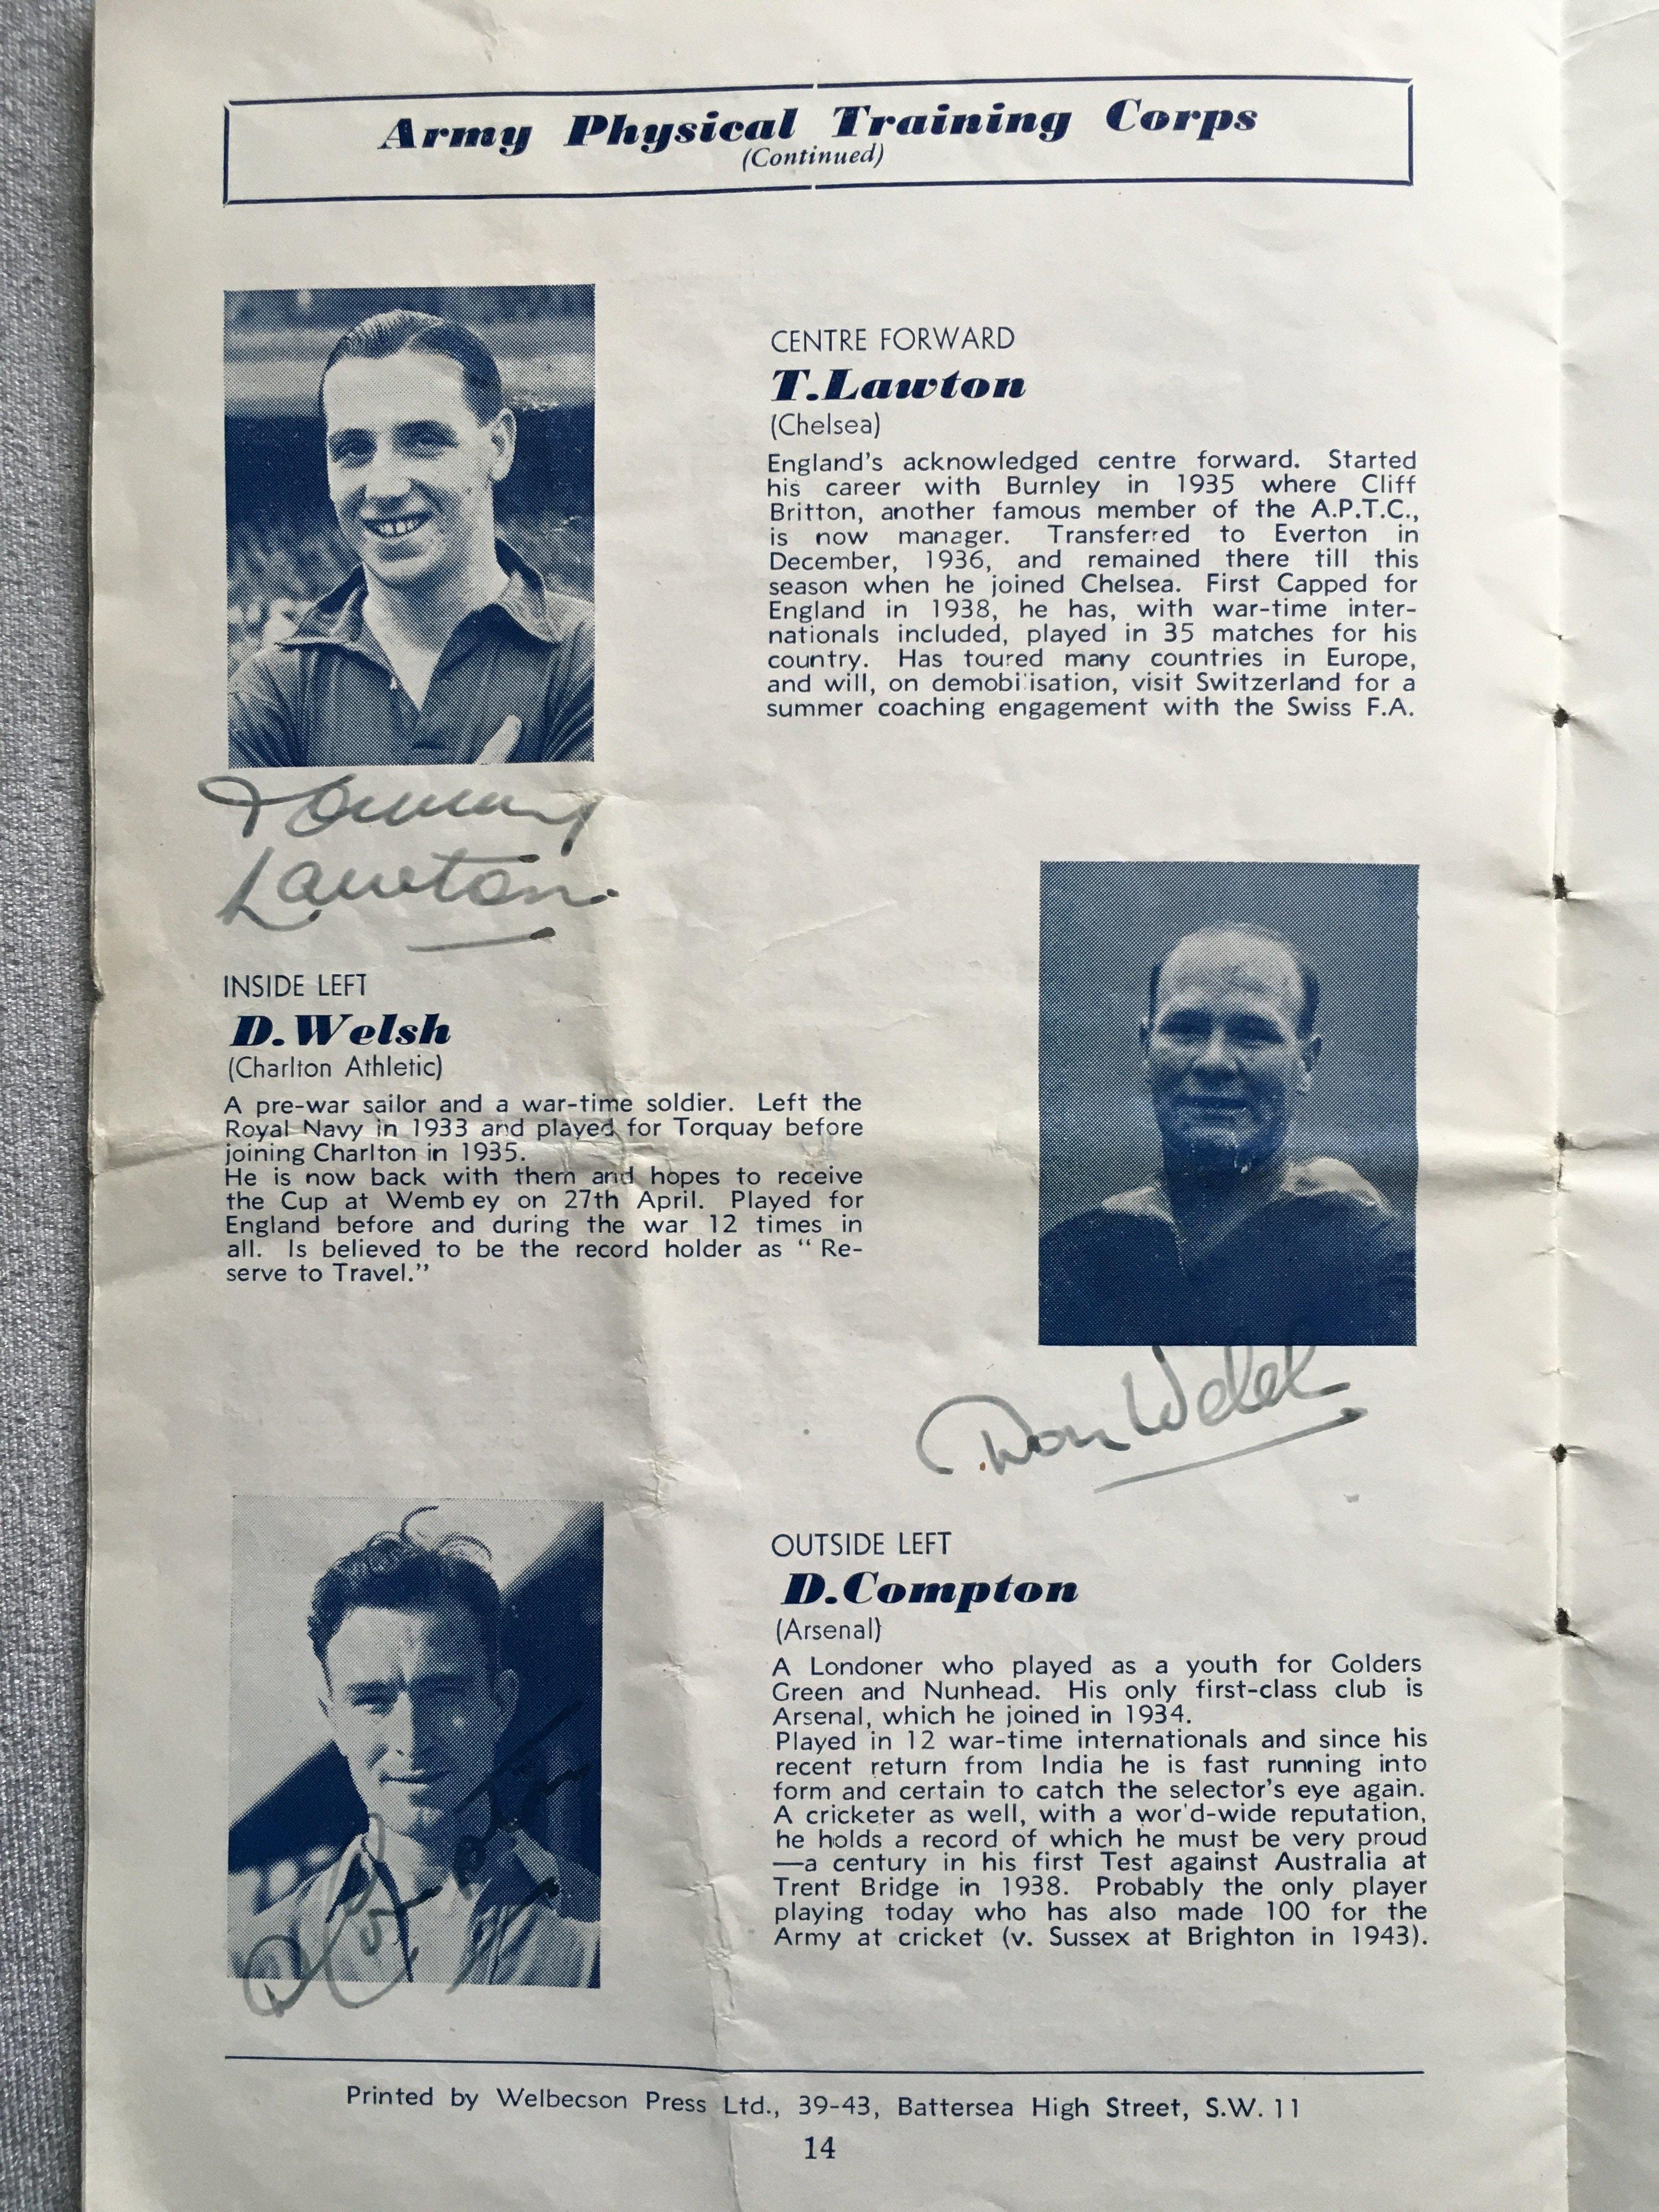 Army Physical Training Corps
(Continued)
CENTRE FORWARD
T. Lawton
(Chelsea)
England's acknowledged centre forward. Started
his career with Burnley in 1935 where Cliff
Britton, another famous member of the A.P.T.C.,
is now manager. Transferred to Everton in
December, 1936, and remained there till this
season when he joined Chelsea. First Capped for
England in 1938, he has, with war-time inter-
nationals included, played in 35 matches for his
country. Has toured many countries in Europe,
and will, on demobilisation, visit Switzerland for a
summer coaching engagement with the Swiss F.A.
Tommy
Lawton
INSIDE LEFT
D. Welsh
(Charlton Athletic)
A pre-war sailor and a war-time soldier. Left the
Royal Navy in 1933 and played for Torquay before
joining Charlton in 1935.
He is now back with them and hopes to receive
the Cup at Wemb ey on 27th April. Played for
England before and during the war 12 times in
all. Is believed to be the record holder as "Re-
serve to Travel."
Don Welsh
OUTSIDE LEFT
D. Compton
(Arsenal)
A Londoner who played as a youth for Golders
Green and Nunhead. His only first-class club is
Arsenal, which he joined in 1934.
Played in 12 war-time internationals and since his
recent return from India he is fast running into
form and certain to catch the selector's eye again.
A cricketer as well, with a wor'd-wide reputation,
he holds a record of which he must be very proud
—a century in his first Test against Australia at
Trent Bridge in 1938. Probably the only player
playing today who has also made 100 for the
Army at cricket (v. Sussex at Brighton in 1943).
D Compton
Printed by Welbecson Press Ltd., 39-43, Battersea High Street, S.W. 11
14